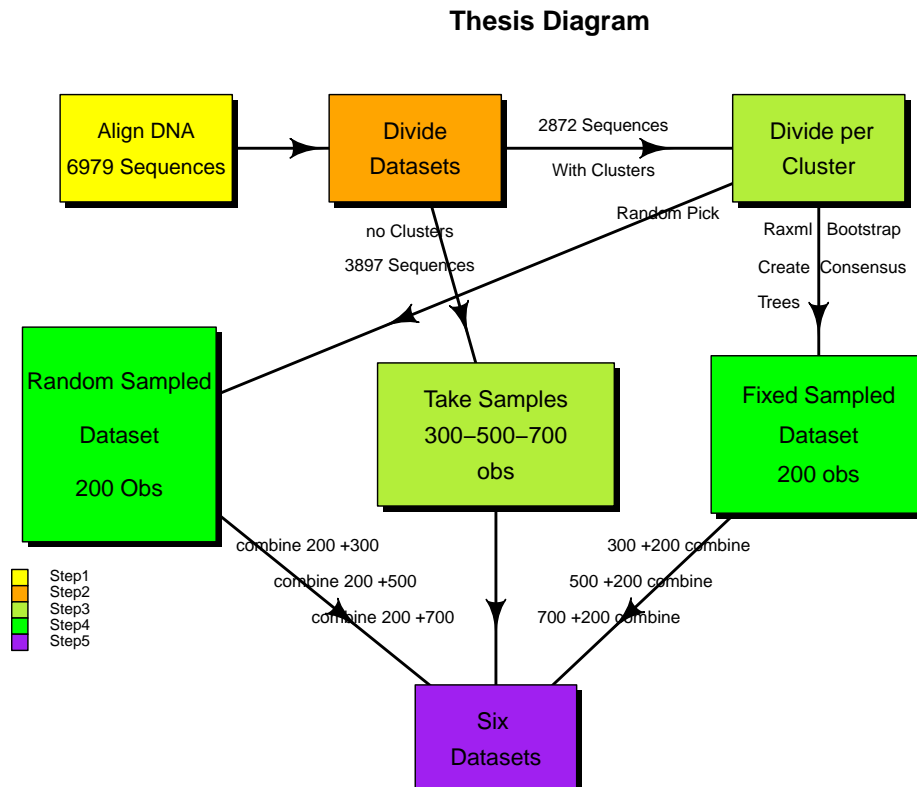 Thesis Diagram
Align DNA
6979 Sequences
Divide
Datasets
2872 Sequences
With Clusters
Divide per
Cluster
Random Pick
no Clusters
3897 Sequences
Raxml Bootstrap
Create Consensus
Trees
Random Sampled
Dataset
200 Obs
Take Samples
300–500–700
obs
Fixed Sampled
Dataset
200 obs
combine 200 +300
combine 200 +500
combine 200 +700
300 +200 combine
500 +200 combine
700 +200 combine
Step1
Step2
Step3
Step4
Step5
Six
Datasets